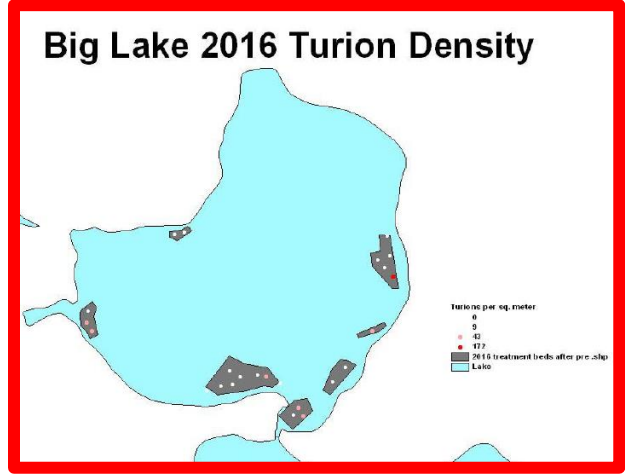 Big Lake 2016 Turion Density
Turions per sq. meter
0
9
43
172
2016 treatment beds after pre .shp
Lake